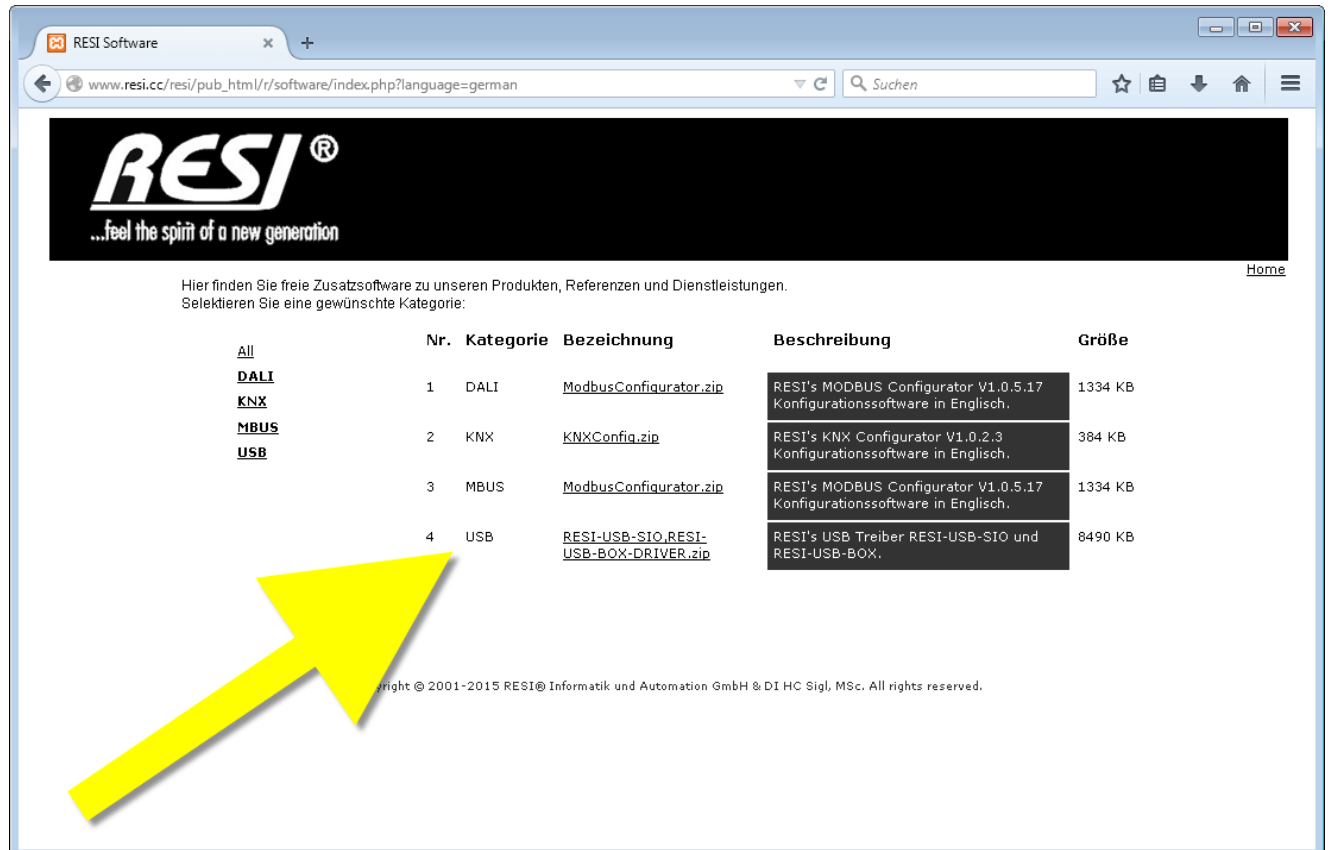 RESI Software
www.resi.cc/resi/pub_html/r/software/index.php?language=german
Suchen
RESI®
...feel the spirit of a new generation
Home
Hier finden Sie freie Zusatzsoftware zu unseren Produkten, Referenzen und Dienstleistungen.
Selektieren Sie eine gewünschte Kategorie:
All
DALI
KNX
MBUS
USB
Nr. Kategorie Bezeichnung Beschreibung Größe
1 DALI ModbusConfigurator.zip RESI's MODBUS Configurator V1.0.5.17 1334 KB
Konfigurationssoftware in Englisch.
2 KNX KNXConfig.zip RESI's KNX Configurator V1.0.2.3 384 KB
Konfigurationssoftware in Englisch.
3 MBUS ModbusConfigurator.zip RESI's MODBUS Configurator V1.0.5.17 1334 KB
Konfigurationssoftware in Englisch.
4 USB RESI-USB-SIO,RESI- RESI's USB Treiber RESI-USB-SIO und 8490 KB
USB-BOX-DRIVER.zip RESI-USB-BOX.
© 2001-2015 RESI® Informatik und Automation GmbH & DI HC Sigl, MSc. All rights reserved.